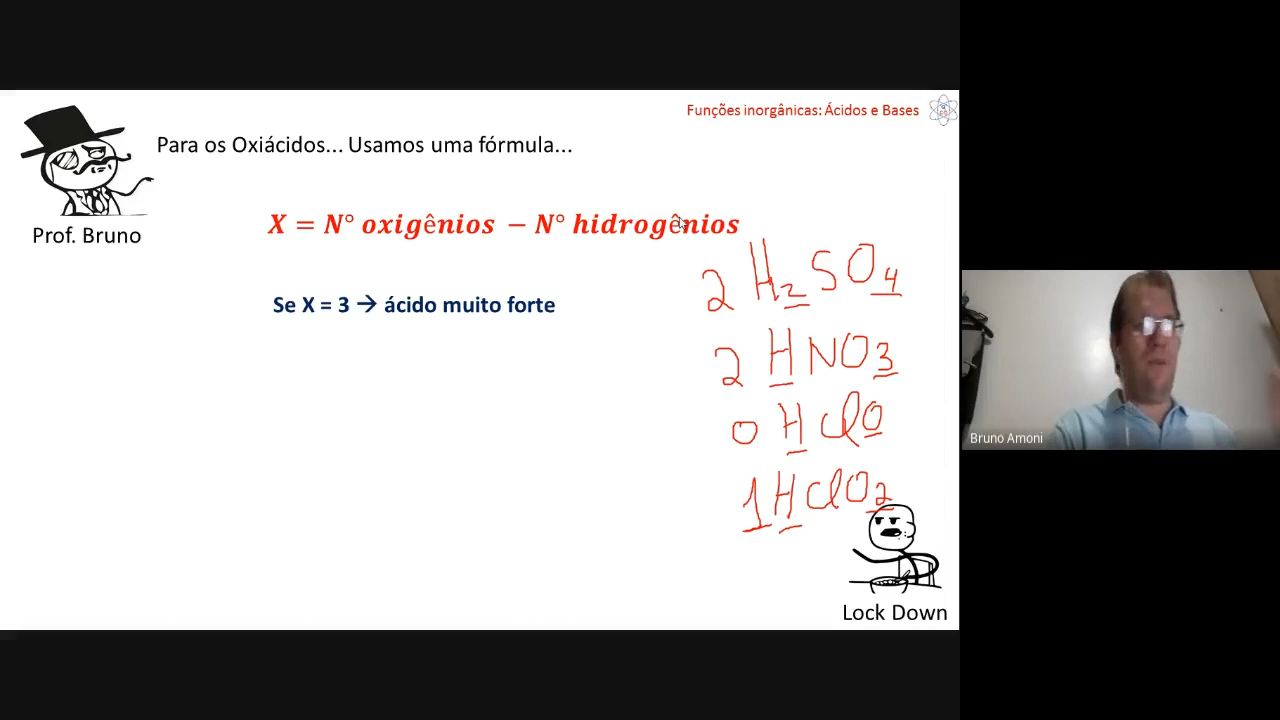 Funções inorgânicas: Ácidos e Bases
Para os Oxiácidos... Usamos uma fórmula...
Prof. Bruno
X = N° oxigênios − N° hidrogênios
2 H2SO4
Se X = 3 → ácido muito forte
2 HNO3
0 HClO
1 HClO2
Bruno Amoni
Lock Down